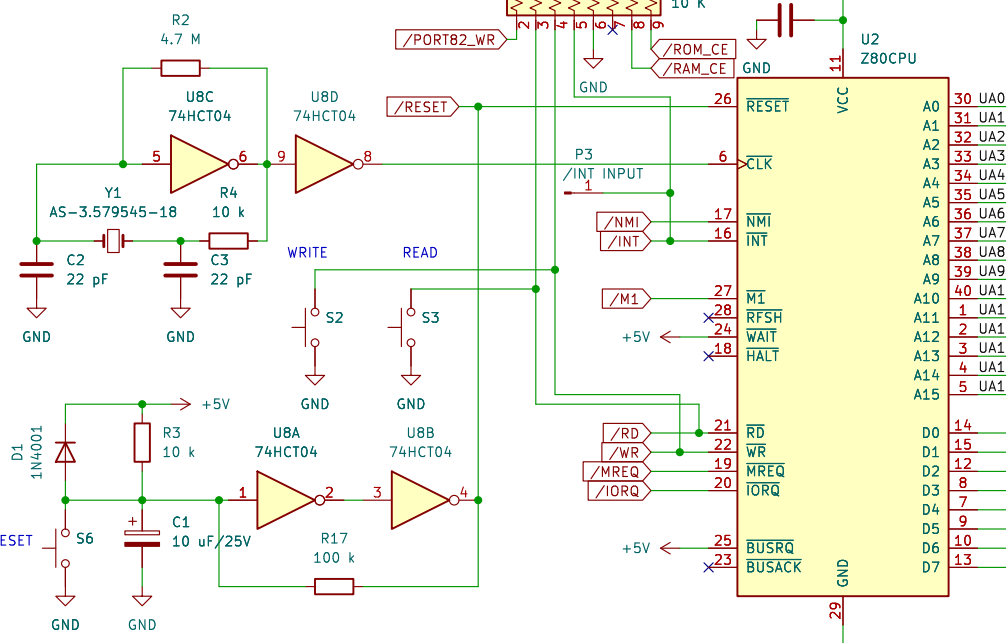 10 K
2
3
4
5
6
7
8
9
/PORT82_WR
/ROM_CE
/RAM_CE
GND
GND
R2
4.7 M
U8C
74HCT04
5
6
U8D
74HCT04
9
8
/RESET
Y1
AS-3.579545-18
R4
10 k
C2
22 pF
C3
22 pF
GND
GND
WRITE
READ
S2
S3
GND
GND
P3
/INT INPUT
1
/NMI
/INT
/M1
+5V
/RD
/WR
/MREQ
/IORQ
+5V
U2
Z80CPU
11
VCC
26 RESET
6 CLK
17 NMI
16 INT
27 M1
28 RFSH
24 WAIT
18 HALT
21 RD
22 WR
19 MREQ
20 IORQ
25 BUSRQ
23 BUSACK
GND
29
A0 30 UA0
A1 31 UA1
A2 32 UA2
A3 33 UA3
A4 34 UA4
A5 35 UA5
A6 36 UA6
A7 37 UA7
A8 38 UA8
A9 39 UA9
A10 40 UA1
A11 1 UA1
A12 2 UA1
A13 3 UA1
A14 4 UA1
A15 5 UA1
D0 14
D1 15
D2 12
D3 8
D4 7
D5 9
D6 10
D7 13
+5V
D1
1N4001
R3
10 k
U8A
74HCT04
1
2
U8B
74HCT04
3
4
ESET
S6
+
C1
10 uF/25V
R17
100 k
GND
GND